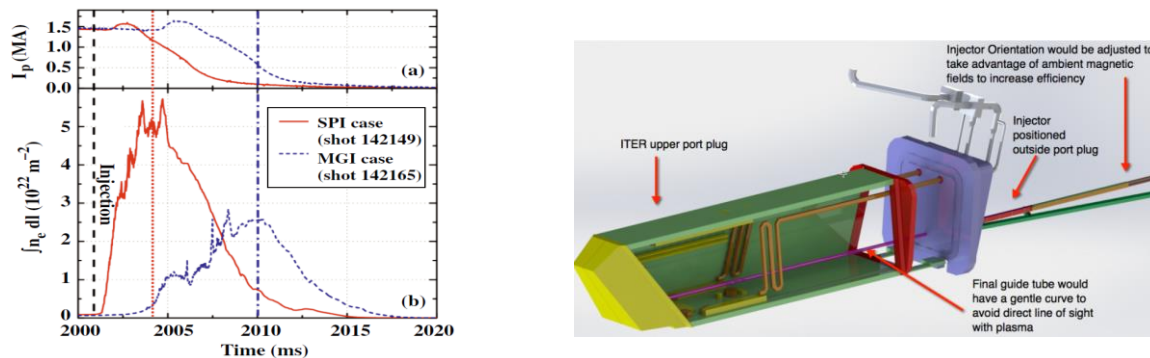 1.5
1.0
0.5
0.0
I_p (MA)
(a)
5
4
3
2
1
0
∫n_e dl (10^22 m^−2)
Injection
SPI case
(shot 142149)
MGI case
(shot 142165)
(b)
2000 2005 2010 2015 2020
Time (ms)
Injector Orientation would be adjusted to
take advantage of ambient magnetic
fields to increase efficiency
ITER upper port plug
Injector
positioned
outside port plug
Final guide tube would
have a gentle curve to
avoid direct line of sight
with plasma